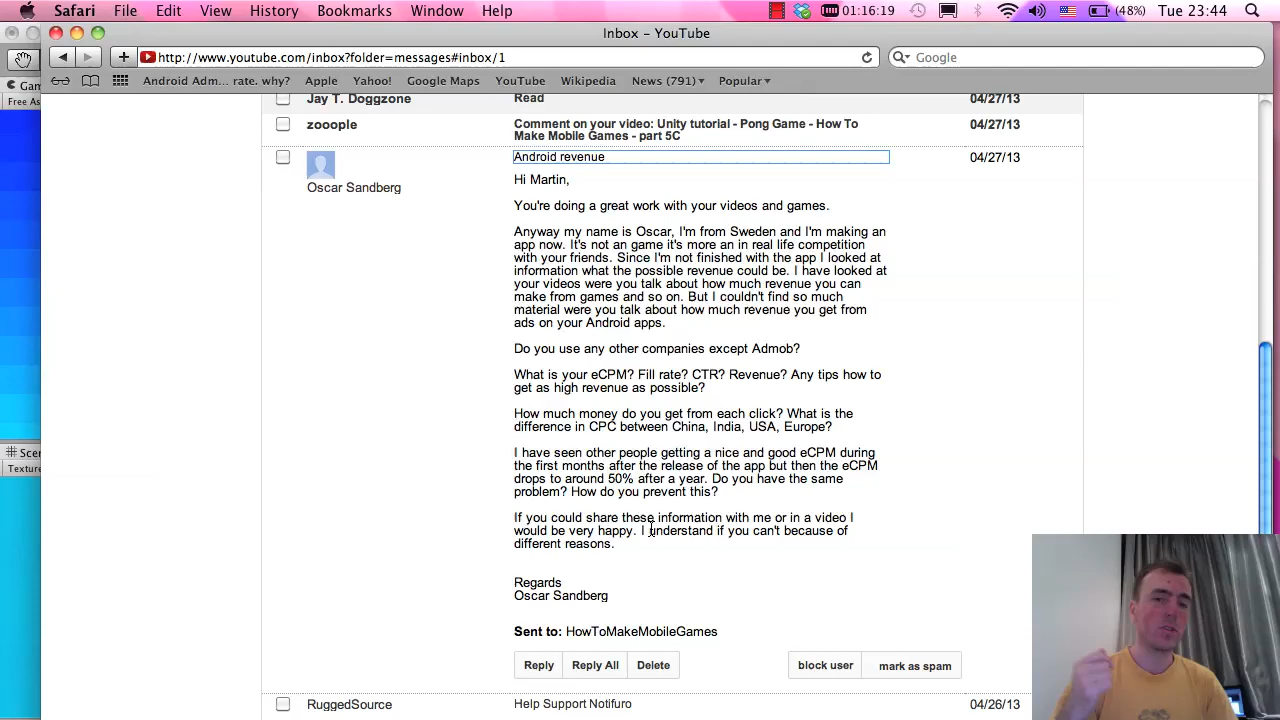 Safari File Edit View History Bookmarks Window Help 01:16:19 (48%) Tue 23:44
Inbox – YouTube
http://www.youtube.com/inbox?folder=messages#inbox/1
Google
Android Adm... rate. why? Apple Yahoo! Google Maps YouTube Wikipedia News (791) Popular
Gam
Free As
Jay T. Doggzone Read 04/27/13
zooople Comment on your video: Unity tutorial - Pong Game - How To 04/27/13
Make Mobile Games - part 5C
Android revenue 04/27/13
Oscar Sandberg
Hi Martin,
You're doing a great work with your videos and games.
Anyway my name is Oscar, I'm from Sweden and I'm making an
app now. It's not an game it's more an in real life competition
with your friends. Since I'm not finished with the app I looked at
information what the possible revenue could be. I have looked at
your videos were you talk about how much revenue you can
make from games and so on. But I couldn't find so much
material were you talk about how much revenue you get from
ads on your Android apps.
Do you use any other companies except Admob?
What is your eCPM? Fill rate? CTR? Revenue? Any tips how to
get as high revenue as possible?
How much money do you get from each click? What is the
difference in CPC between China, India, USA, Europe?
I have seen other people getting a nice and good eCPM during
the first months after the release of the app but then the eCPM
drops to around 50% after a year. Do you have the same
problem? How do you prevent this?
If you could share these information with me or in a video I
would be very happy. I understand if you can't because of
different reasons.
Regards
Oscar Sandberg
Sent to: HowToMakeMobileGames
Reply Reply All Delete block user mark as spam
RuggedSource Help Support Notifuro 04/26/13
Scen
Texture